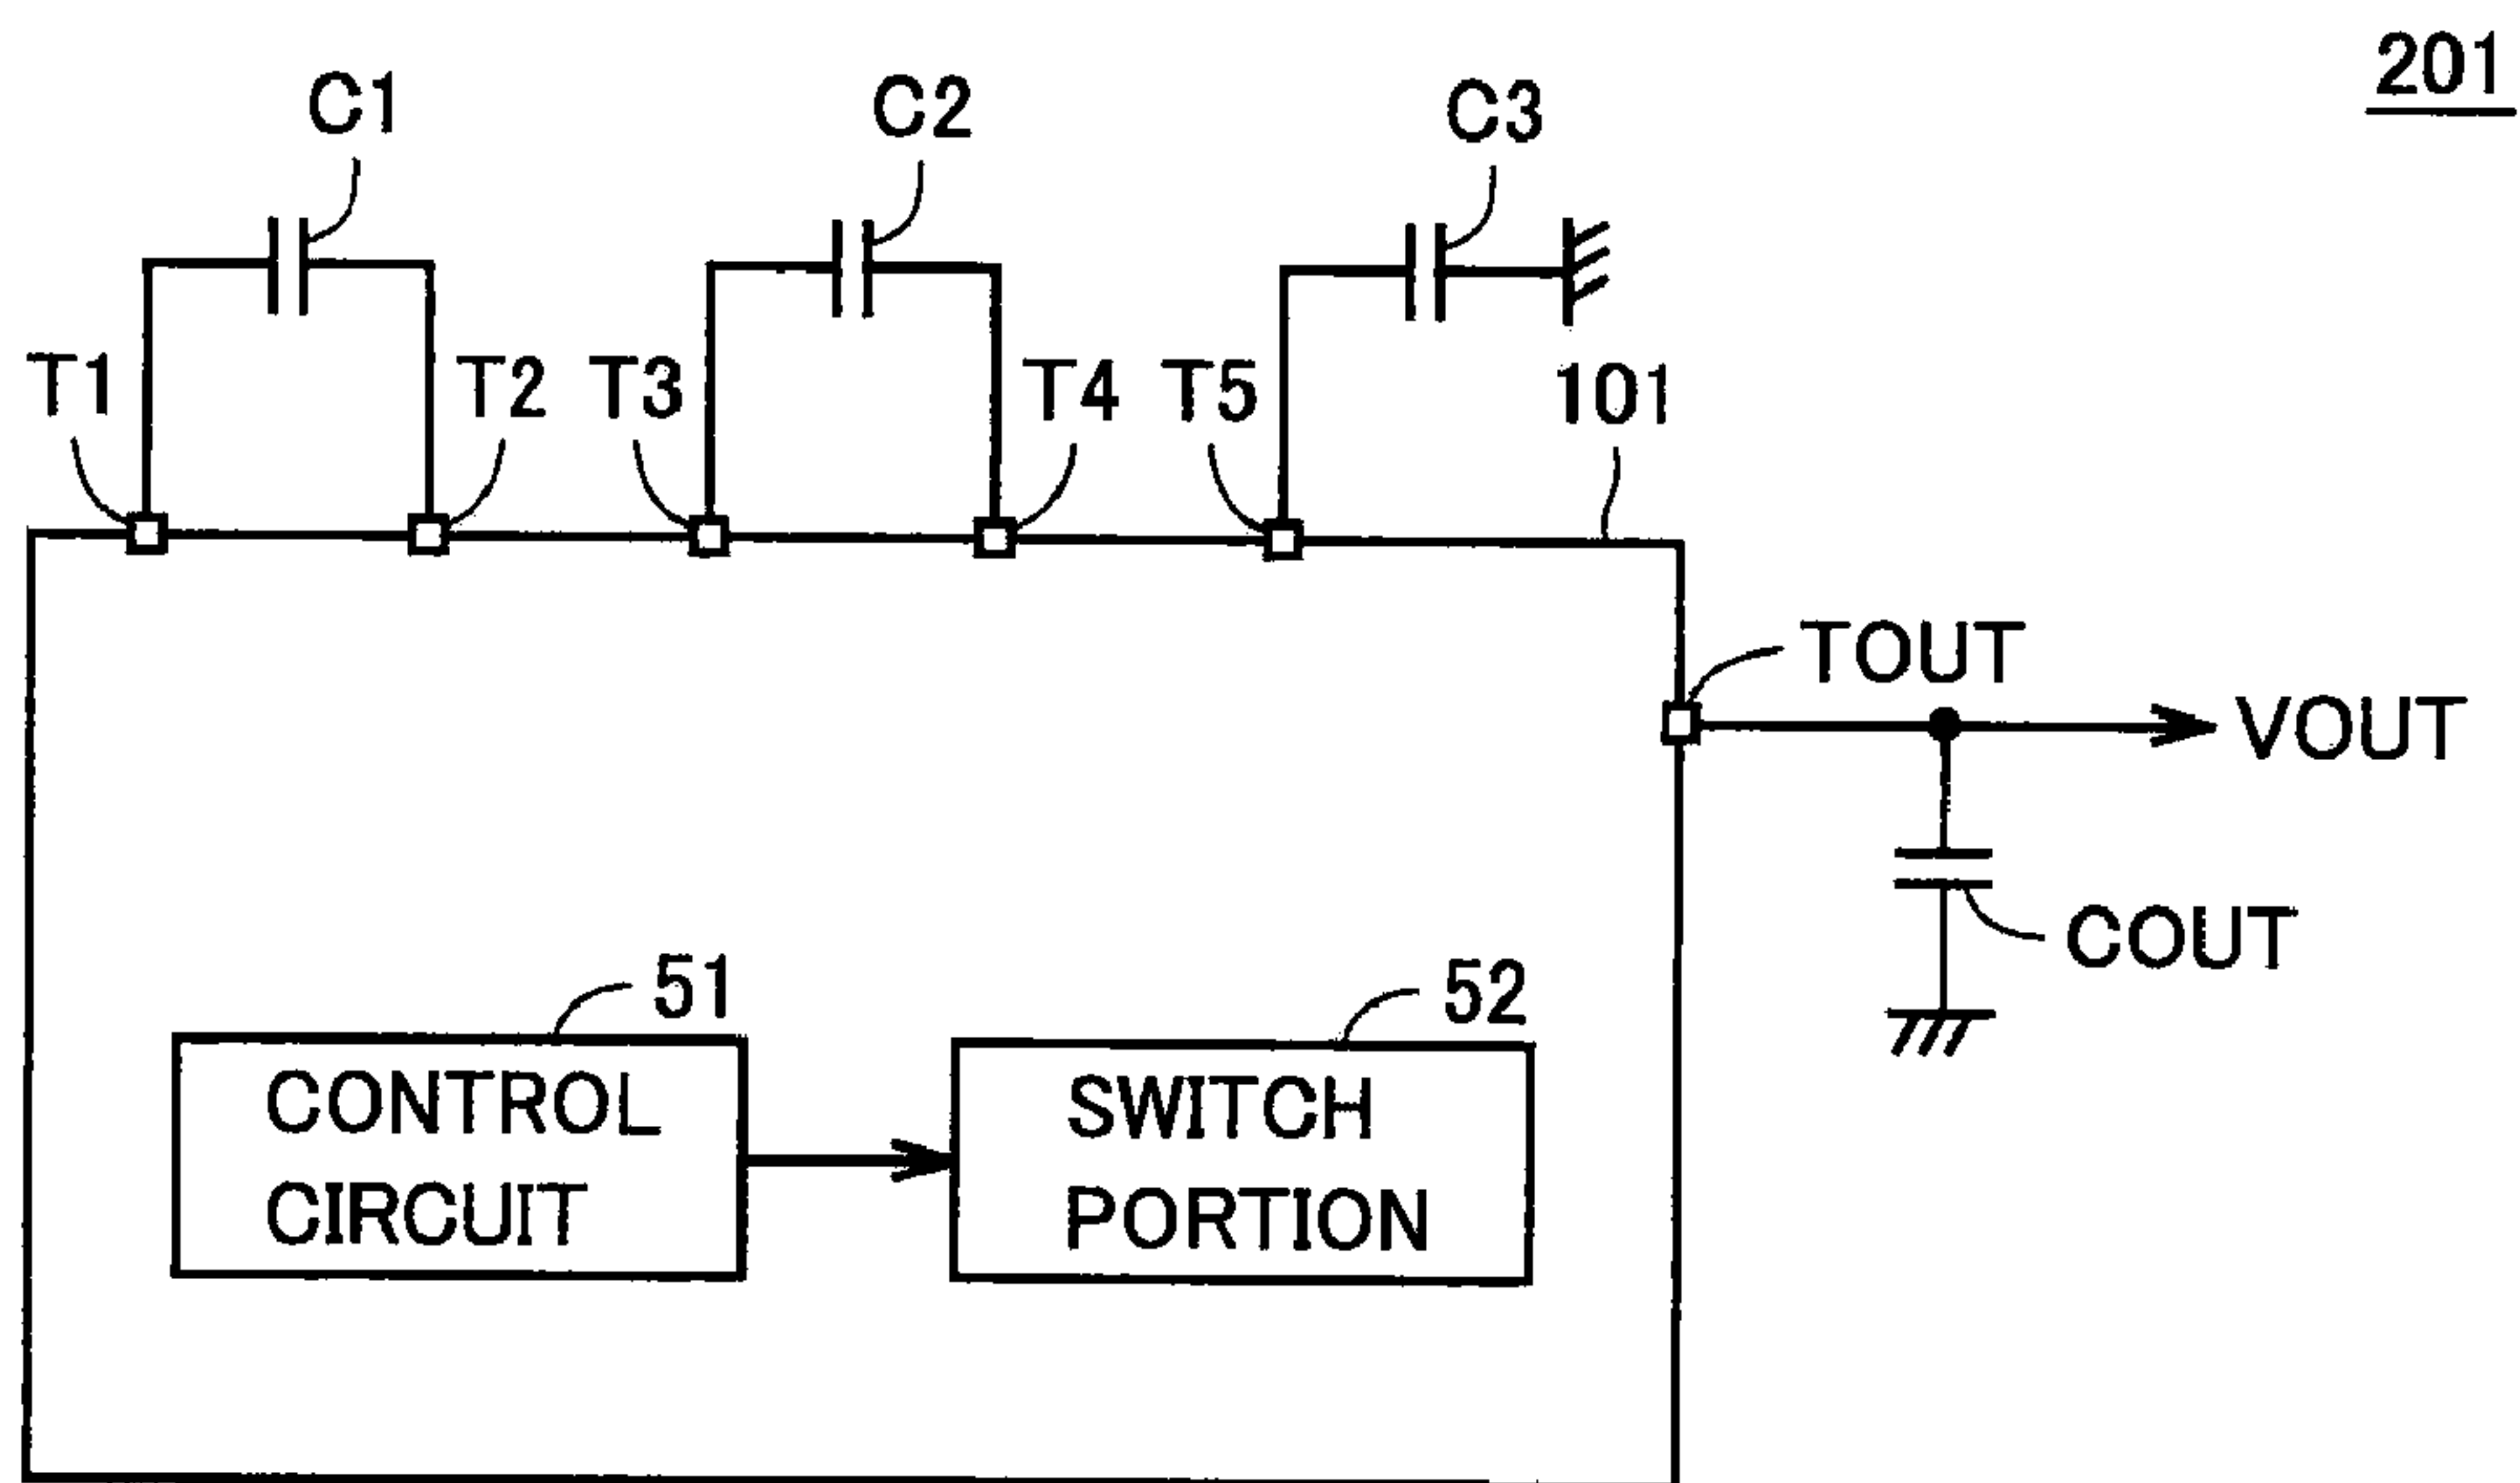 201
C1
C2
C3
T1
T2
T3
T4
T5
101
TOUT
VOUT
COUT
51
52
CONTROL
CIRCUIT
SWITCH
PORTION